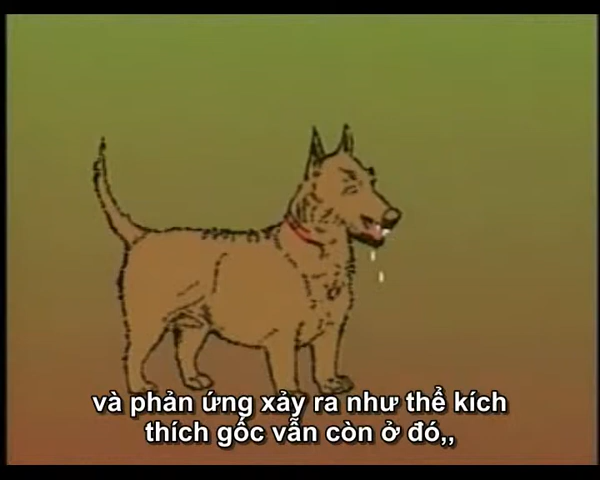 và phản ứng xảy ra như thể kích
thích gốc vẫn còn ở đó,,